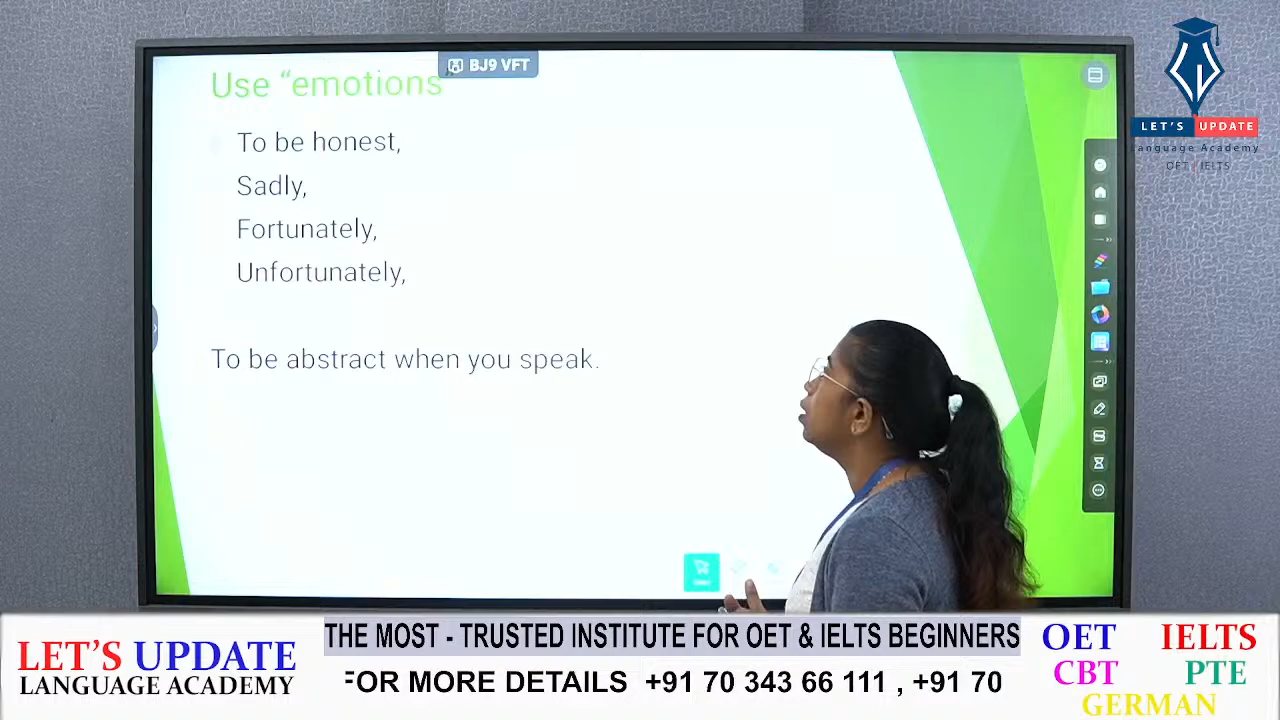 BJ9 VFT
Use “emotions
To be honest,
Sadly,
Fortunately,
Unfortunately,
To be abstract when you speak.
LET'S UPDATE
Language Academy
OET IELTS
THE MOST - TRUSTED INSTITUTE FOR OET & IELTS BEGINNERS
LET'S UPDATE
LANGUAGE ACADEMY
FOR MORE DETAILS +91 70 343 66 111 , +91 70
OET IELTS
CBT PTE
GERMAN